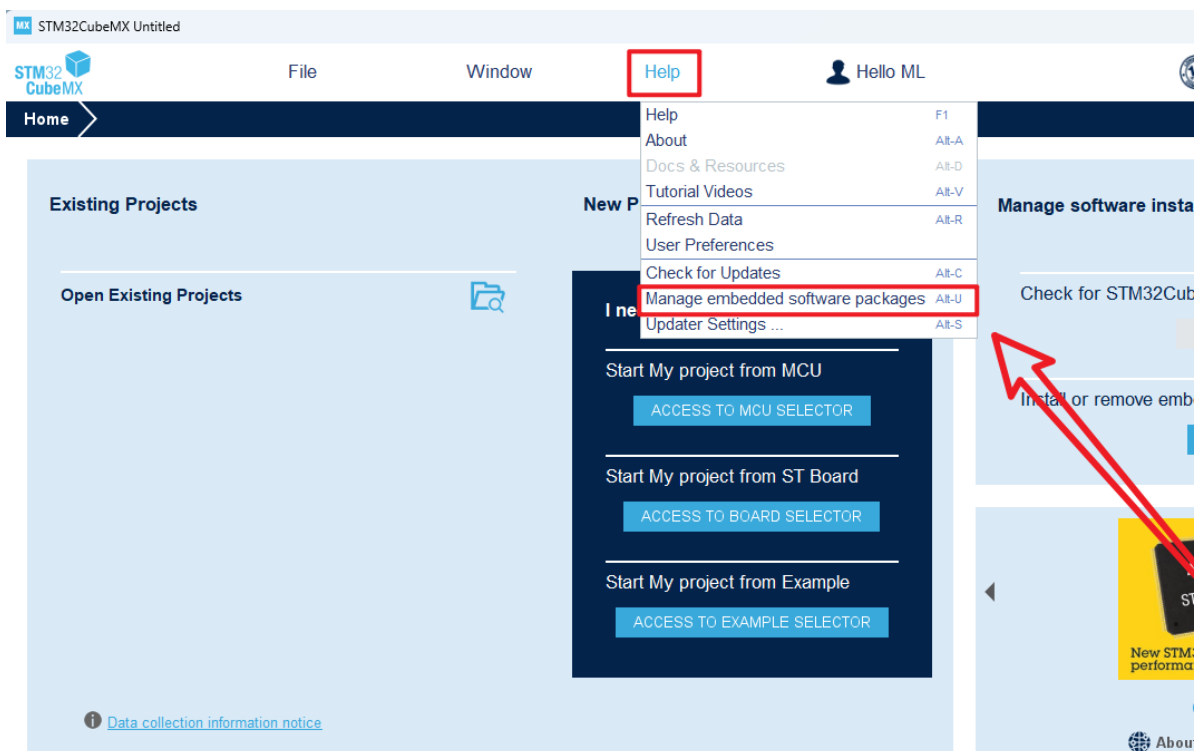 MX STM32CubeMX Untitled
STM32
CubeMX
File
Window
Help
Hello ML
Home
Help F1
About Alt-A
Docs & Resources Alt-D
Tutorial Videos Alt-V
Refresh Data Alt-R
User Preferences
Check for Updates Alt-C
Manage embedded software packages Alt-U
Updater Settings ... Alt-S
Existing Projects
Open Existing Projects
Data collection information notice
New P
I ne
Start My project from MCU
ACCESS TO MCU SELECTOR
Start My project from ST Board
ACCESS TO BOARD SELECTOR
Start My project from Example
ACCESS TO EXAMPLE SELECTOR
Manage software insta
Check for STM32Cub
Install or remove emb
ST
New STM3
performa
About